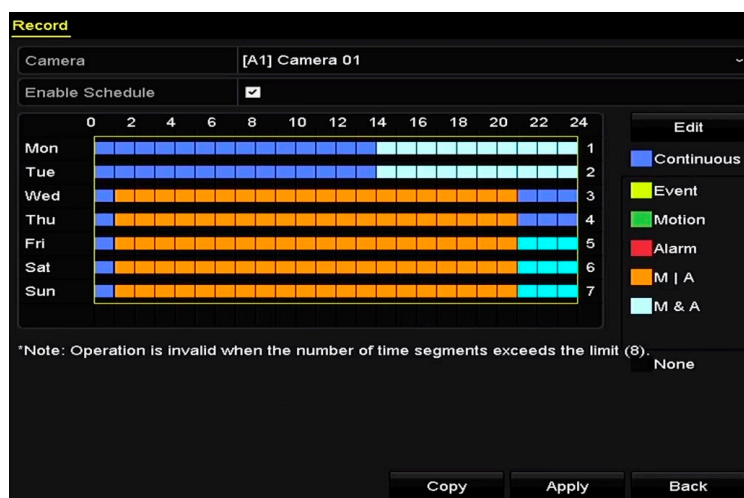 Record
Camera [A1] Camera 01
Enable Schedule
0 2 4 6 8 10 12 14 16 18 20 22 24
Edit
Mon 1
Continuous
Tue 2
Wed 3
Event
Thu 4
Motion
Fri 5
Alarm
Sat 6
M | A
Sun 7
M & A
*Note: Operation is invalid when the number of time segments exceeds the limit (8).
None
Copy Apply Back